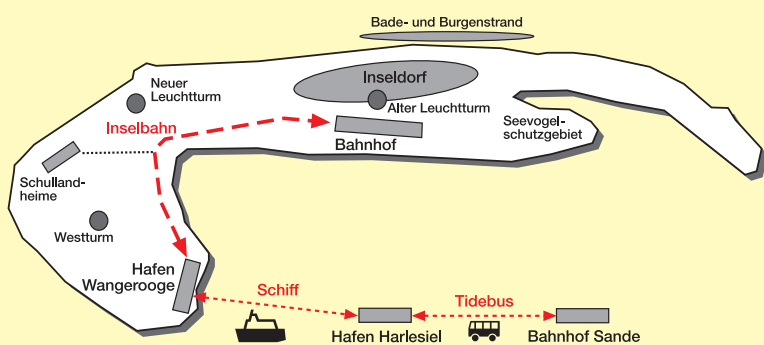 Bade- und Burgenstrand
Inseldorf
Neuer
Leuchtturm
Alter Leuchtturm
Inselbahn
Seevogel-
schutzgebiet
Bahnhof
Schulland-
heime
Westturm
Hafen
Wangerooge
Schiff
Tidebus
Hafen Harlesiel
Bahnhof Sande